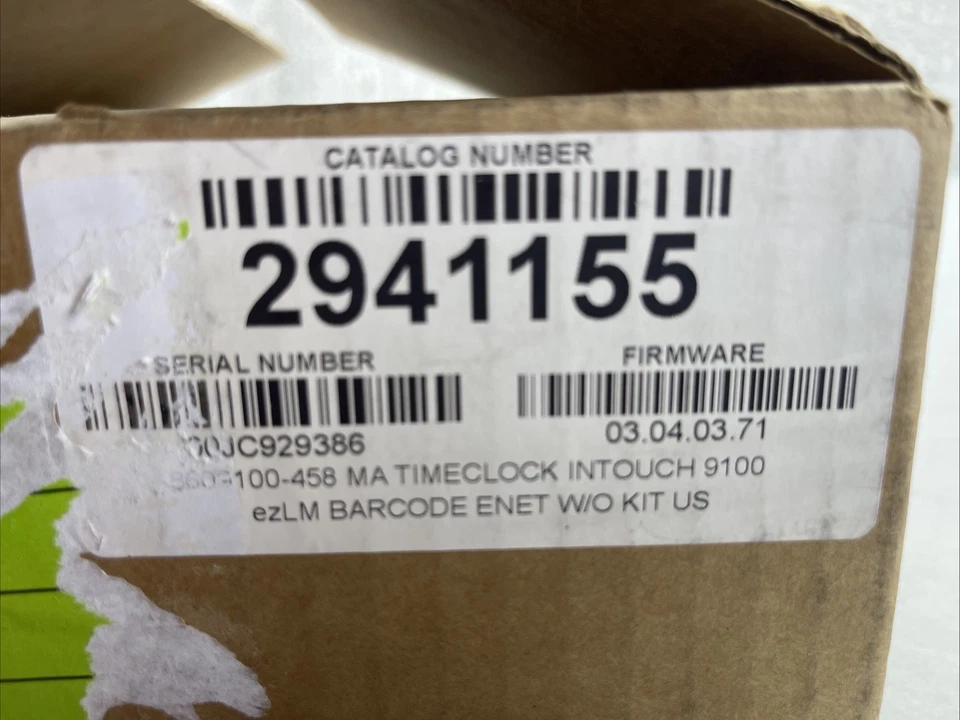 CATALOG NUMBER
2941155
SERIAL NUMBER
FIRMWARE
03.04.03.71
MA TIMECLOCK INTOUCH 9100
ezLM BARCODE ENET W/O KIT US